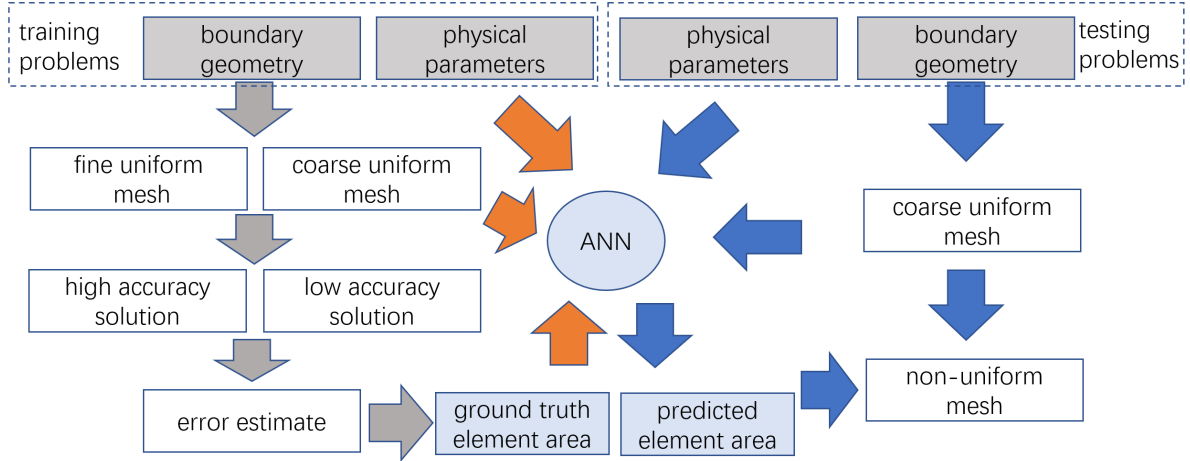 training
problems
boundary
geometry
physical
parameters
physical
parameters
boundary
geometry
testing
problems
fine uniform
mesh
coarse uniform
mesh
ANN
coarse uniform
mesh
high accuracy
solution
low accuracy
solution
error estimate
ground truth
element area
predicted
element area
non-uniform
mesh